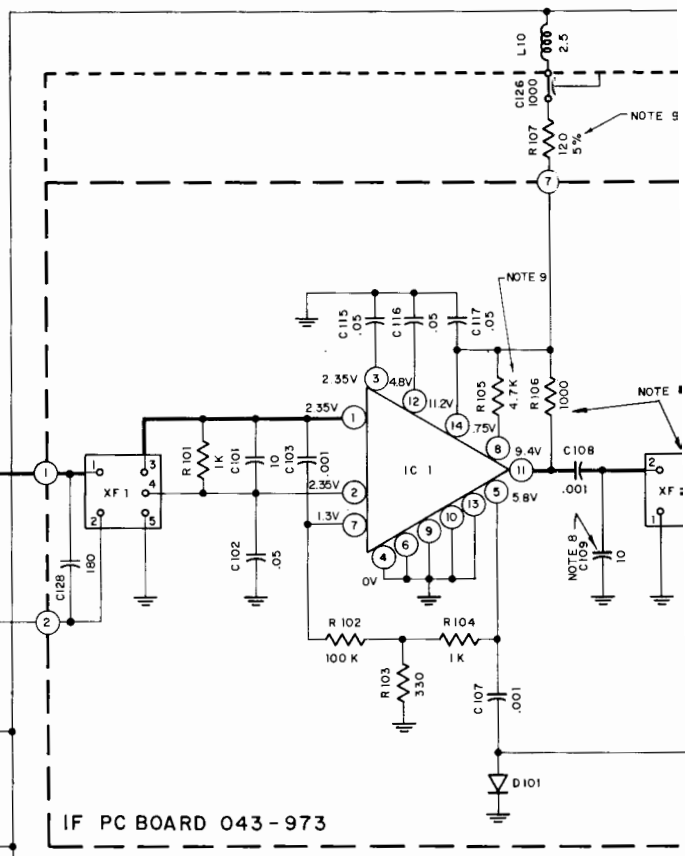 L10
2.5
C126
1000
R107
120
5%
NOTE 9
7
NOTE 9
C115
.05
C116
.05
C117
.05
2.35V
3
4.8V
12
11.2V
14
.75V
R105
4.7K
R106
1000
8
9.4V
NOTE
2.35V
1
R101
1K
C101
10
C103
.001
IC 1
11
C108
.001
2
XF 2
1
1
1
3
XF 1
4
2
5
2.35V
2
1.3V
7
5
5.8V
13
10
9
6
4
0V
C102
.05
C128
180
NOTE 8
C109
10
2
R 102
100 K
R 104
1 K
R103
330
C107
.001
D101
IF PC BOARD 043-973